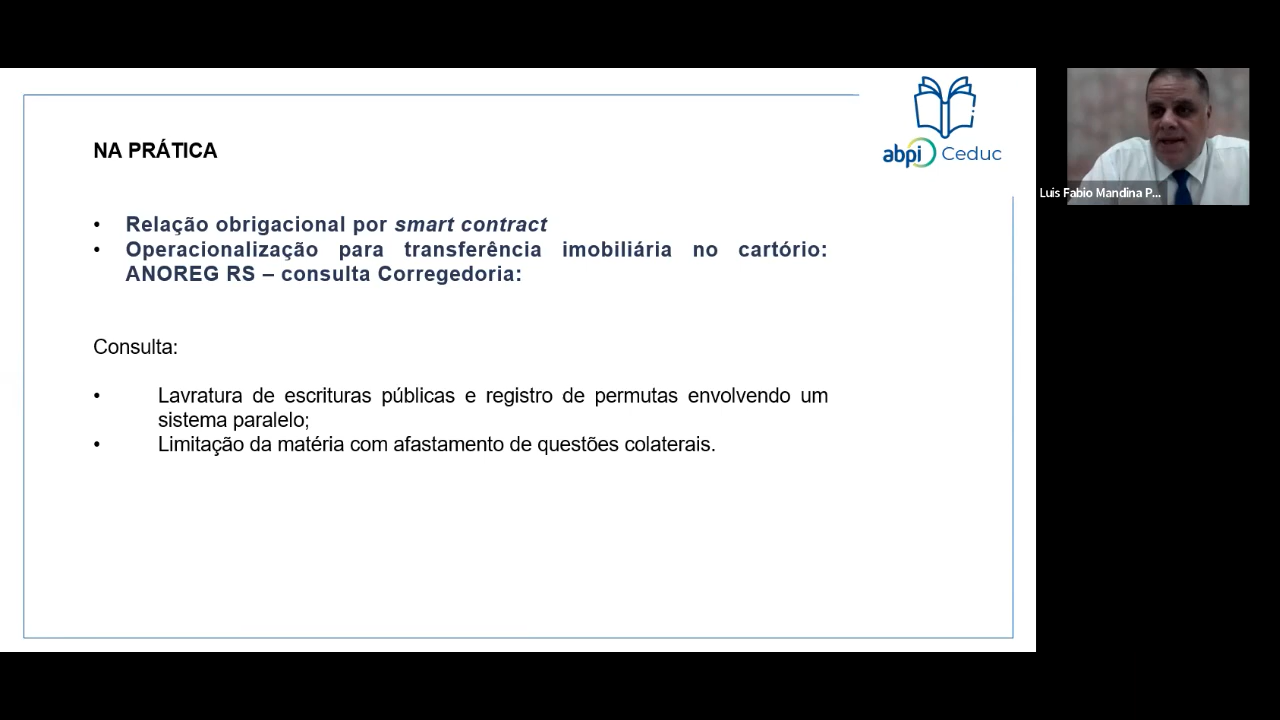 abpi Ceduc
NA PRÁTICA
• Relação obrigacional por smart contract
• Operacionalização para transferência imobiliária no cartório:
ANOREG RS – consulta Corregedoria:
Consulta:
• Lavratura de escrituras públicas e registro de permutas envolvendo um
sistema paralelo;
• Limitação da matéria com afastamento de questões colaterais.
Luis Fabio Mandina P...